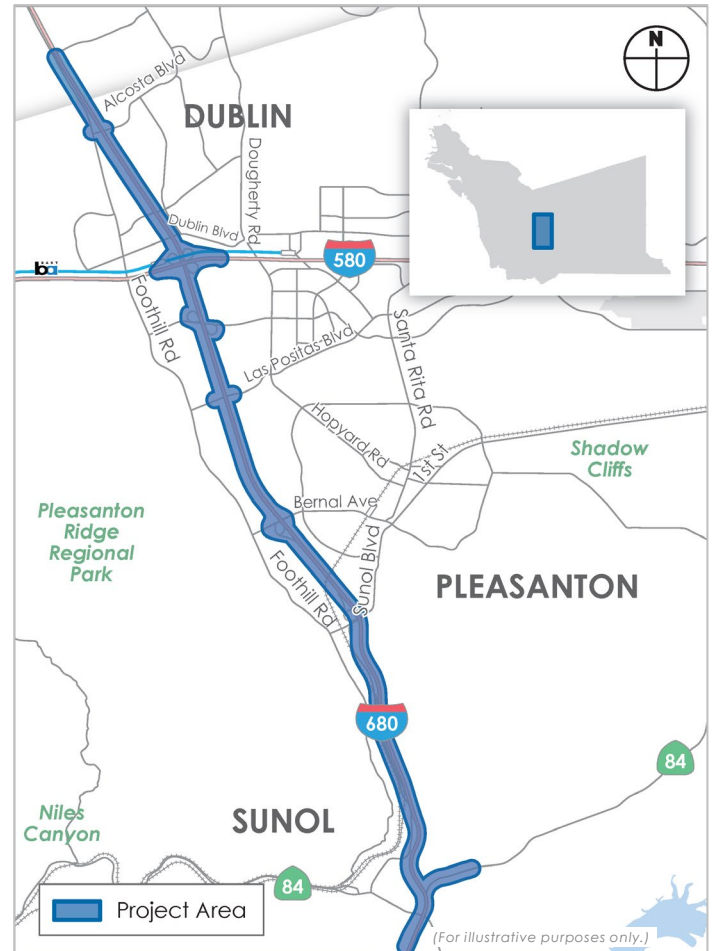 N
Alcosta Blvd
DUBLIN
Dougherty Rd
Dublin Blvd
580
ba
Foothill Rd
Las Positas Blvd
Santa Rita Rd
Hopyard Rd
1st St
Shadow
Cliffs
Bernal Ave
Pleasanton
Ridge
Regional
Park
Sunol Blvd
Foothill Rd
PLEASANTON
680
84
Niles
Canyon
SUNOL
84
Project Area
(For illustrative purposes only.)